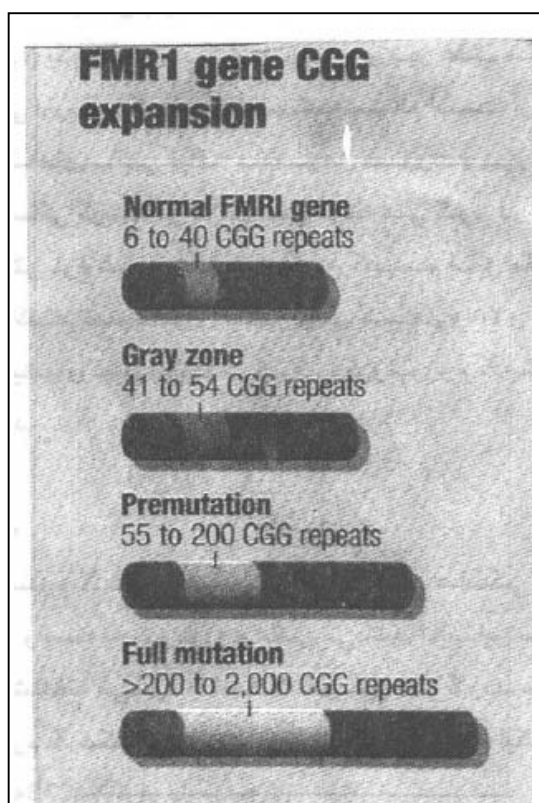 FMR1 gene CGG
expansion
Normal FMRI gene
6 to 40 CGG repeats
Gray zone
41 to 54 CGG repeats
Premutation
55 to 200 CGG repeats
Full mutation
>200 to 2,000 CGG repeats